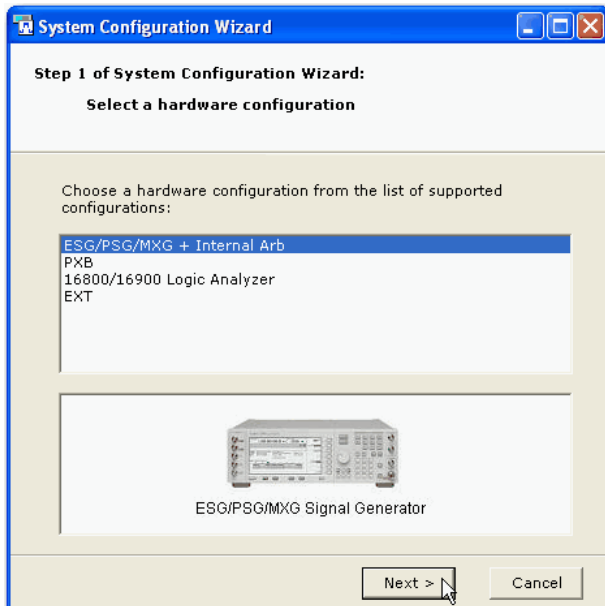 System Configuration Wizard
Step 1 of System Configuration Wizard:
Select a hardware configuration
Choose a hardware configuration from the list of supported
configurations:
ESG/PSG/MXG + Internal Arb
PXB
16800/16900 Logic Analyzer
EXT
ESG/PSG/MXG Signal Generator
Next >
Cancel